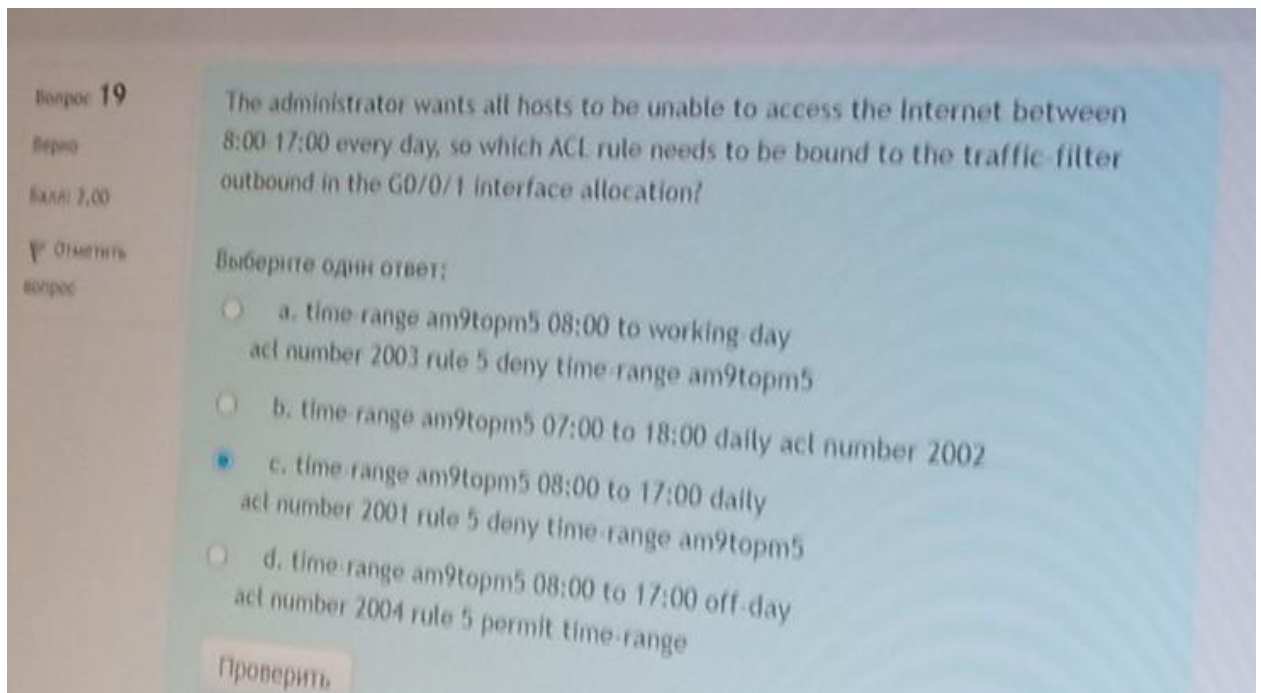 Вопрос 19
Верно
Балл: 2,00
Отметить
вопрос
The administrator wants all hosts to be unable to access the Internet between
8:00-17:00 every day, so which ACL rule needs to be bound to the traffic-filter
outbound in the G0/0/1 interface allocation?
Выберите один ответ:
a. time-range am9topm5 08:00 to working-day
acl number 2003 rule 5 deny time-range am9topm5
b. time-range am9topm5 07:00 to 18:00 daily acl number 2002
c. time-range am9topm5 08:00 to 17:00 daily
acl number 2001 rule 5 deny time-range am9topm5
d. time-range am9topm5 08:00 to 17:00 off-day
acl number 2004 rule 5 permit time-range
Проверить